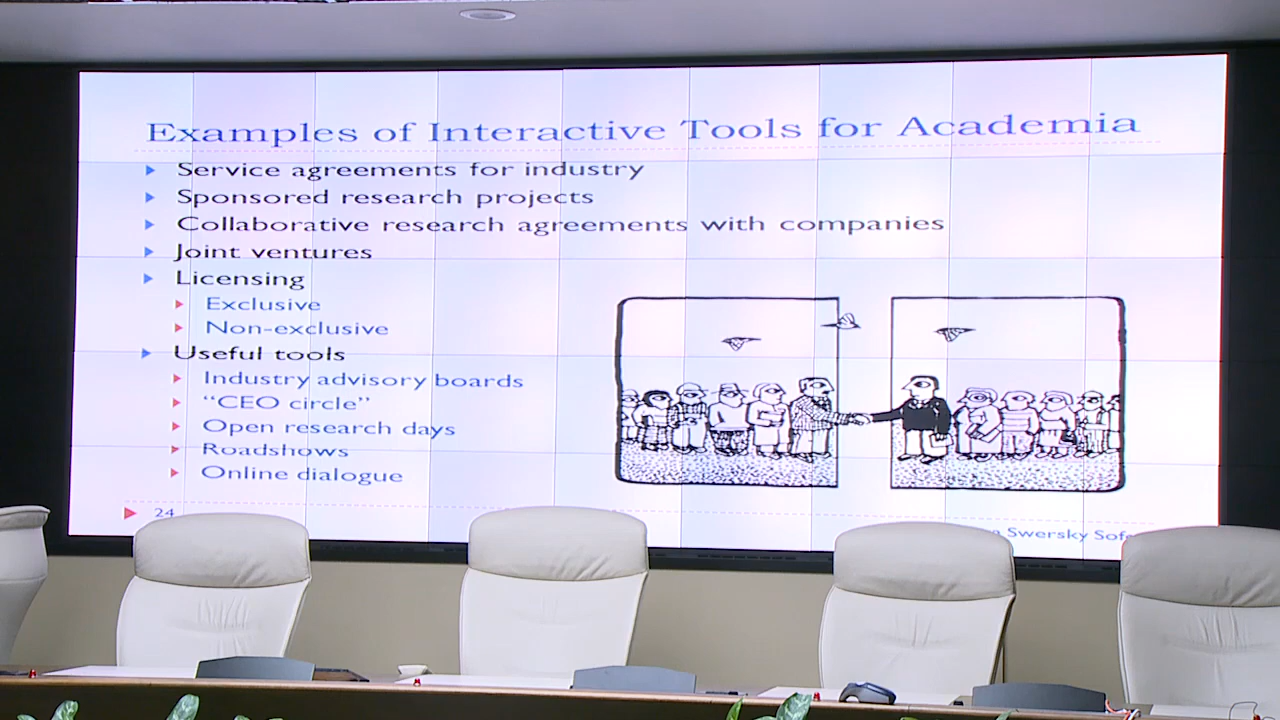 Examples of Interactive Tools for Academia
Service agreements for industry
Sponsored research projects
Collaborative research agreements with companies
Joint ventures
Licensing
Exclusive
Non-exclusive
Useful tools
Industry advisory boards
“CEO circle”
Open research days
Roadshows
Online dialogue
24
Swersky